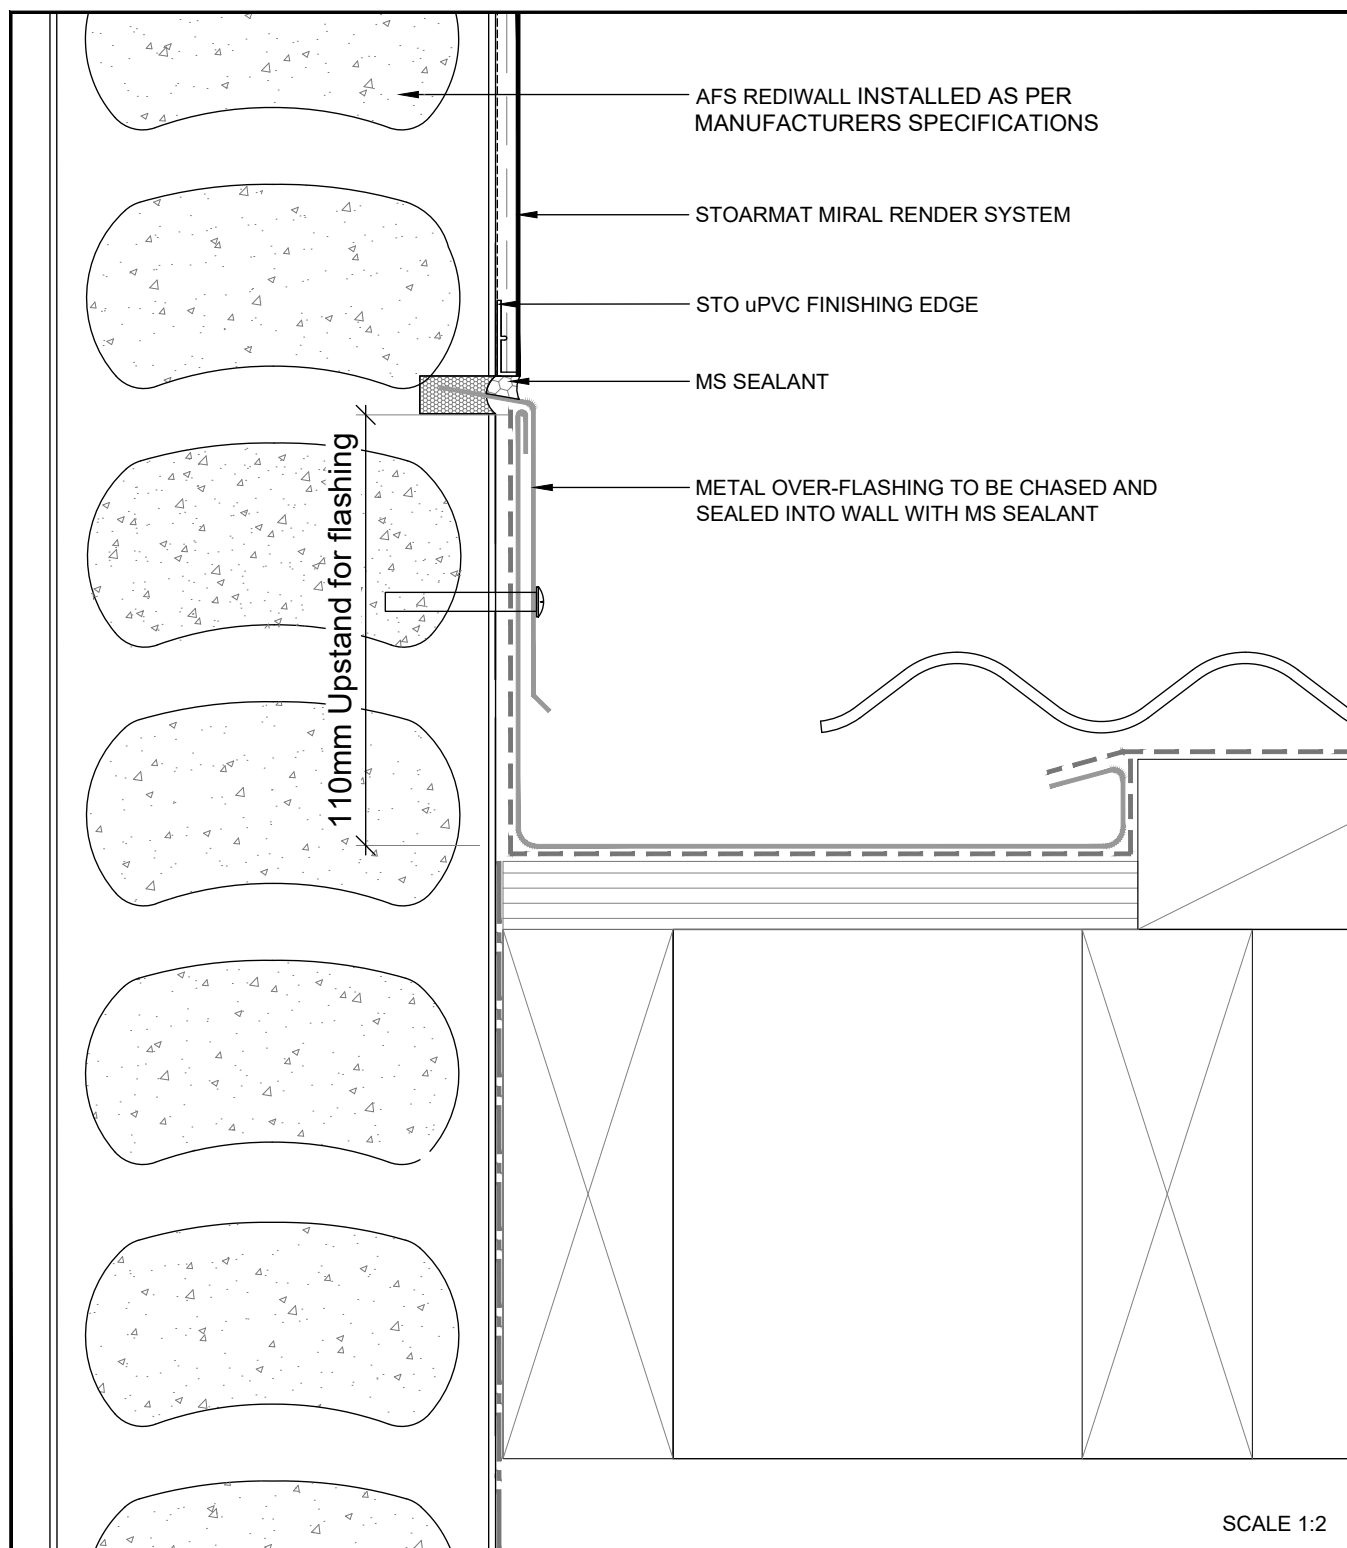 AFS REDIWALL INSTALLED AS PER
MANUFACTURERS SPECIFICATIONS
STOARMAT MIRAL RENDER SYSTEM
STO uPVC FINISHING EDGE
MS SEALANT
METAL OVER-FLASHING TO BE CHASED AND
SEALED INTO WALL WITH MS SEALANT
110mm Upstand for flashing
SCALE 1:2